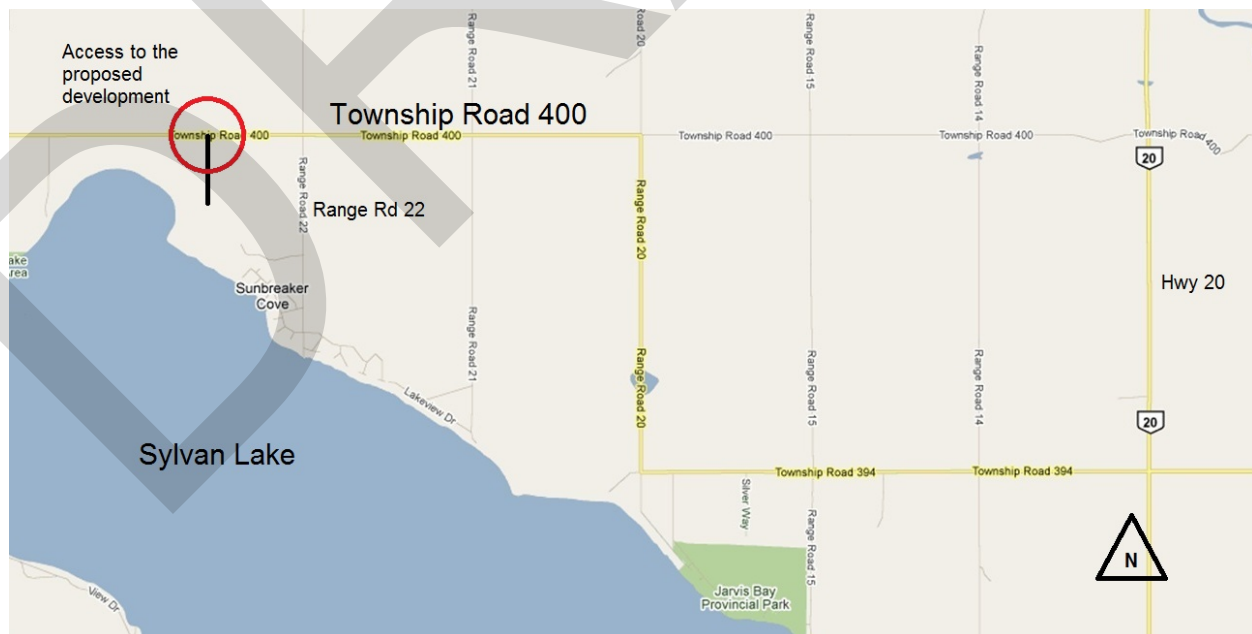 Access to the
proposed
development
Township Road 400
Township Road 400
Township Road 400
Township Road 400
Township Road 400
Township Road 400
Road 20
Range Road 21
Range Road 15
Range Road 14
20
Range Road 22
Range Rd 22
Range Road 20
Hwy 20
ake
rea
Sunbreaker
Cove
Range Road 21
Range Road 20
Range Road 15
Range Road 14
Lakeview Dr
20
Sylvan Lake
Township Road 394
Township Road 394
Silver Way
Range Road 15
N
Jarvis Bay
Provincial Park
View Dr